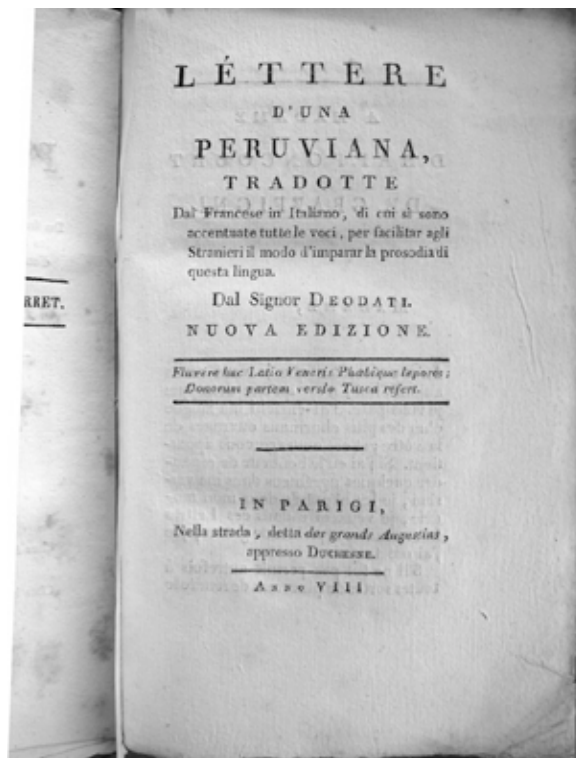 RRET.
LÉTTERE
D'UNA
PERUVIANA,
TRADOTTE
Dal Francese in Italiano, di cui si sono
accentuate tutte le voci, per facilitar agli
Stranieri il modo d'imparar la prosodia di
questa lingua.
Dal Signor DEODATI.
NUOVA EDIZIONE.
Fluxere huc Latio Veneris Phœbique lepores;
Donorum partem versio Tusca refert.
IN PARIGI,
Nella strada, detta des grands Augustins,
appresso DUCHESNE.
Anno VIII